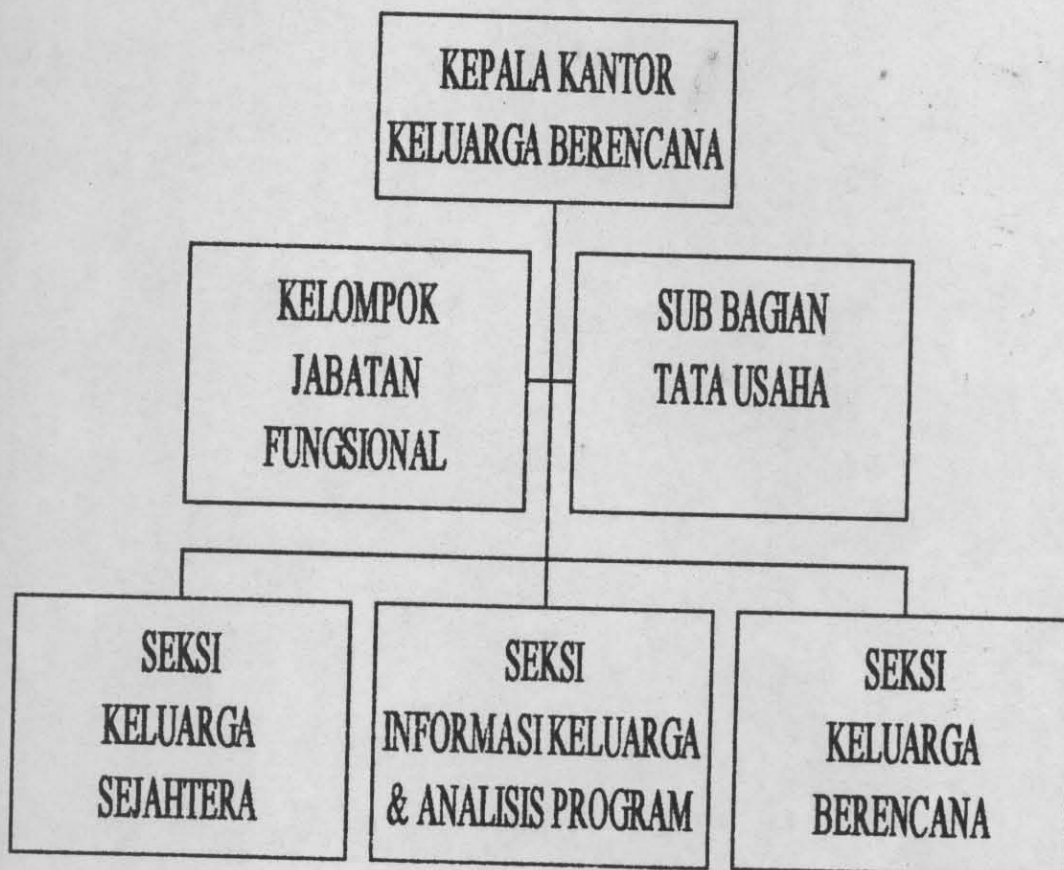 KEPALA KANTOR
KELUARGA BERENCANA
KELOMPOK
JABATAN
FUNGSIONAL
SUB BAGIAN
TATA USAHA
SEKSI
KELUARGA
SEJAHTERA
SEKSI
INFORMASI KELUARGA
& ANALISIS PROGRAM
SEKSI
KELUARGA
BERENCANA